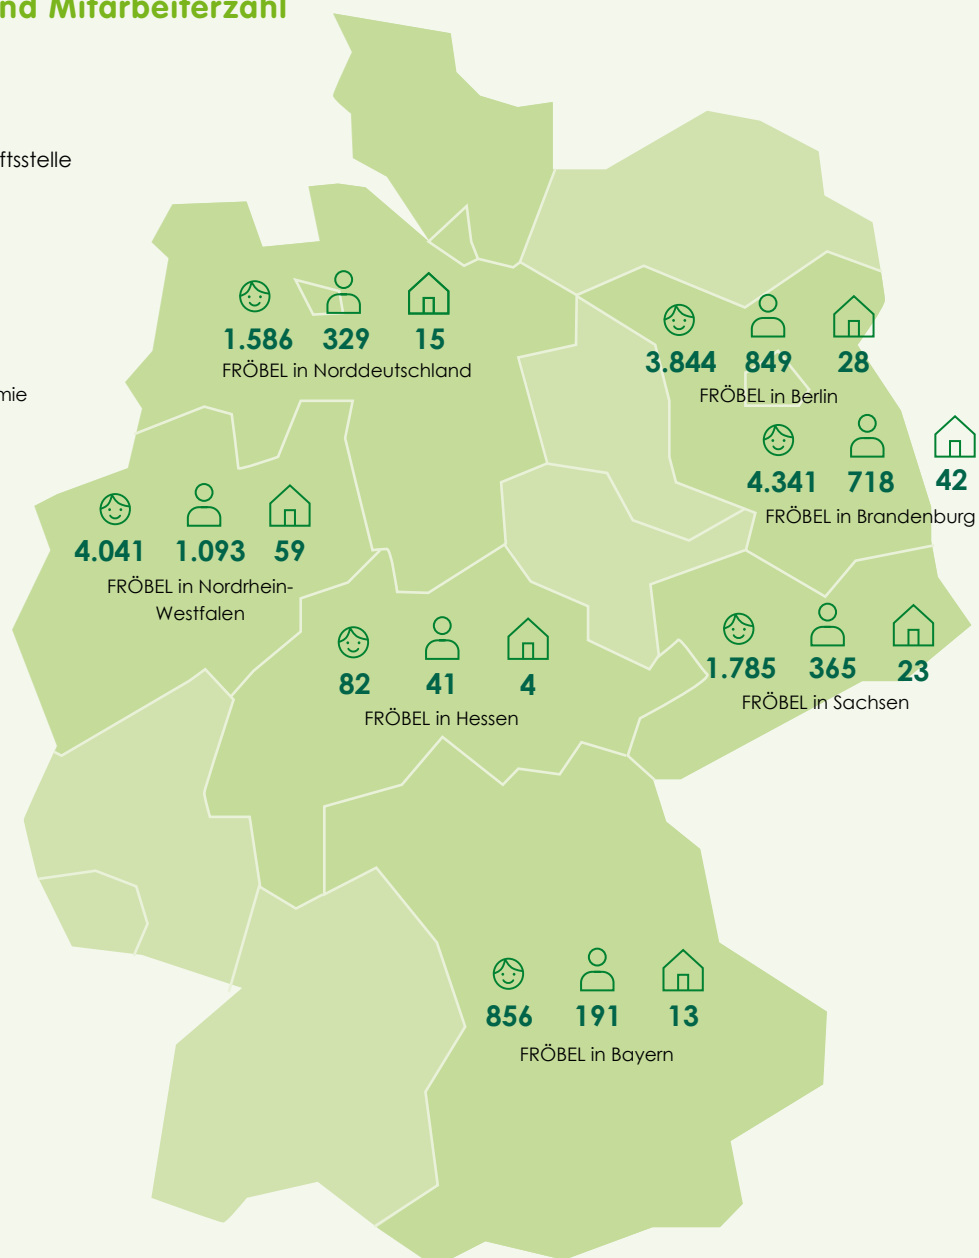 nd Mitarbeiterzahl
ftsstelle
mie
1.586 329 15
FRÖBEL in Norddeutschland
3.844 849 28
FRÖBEL in Berlin
4.341 718 42
FRÖBEL in Brandenburg
4.041 1.093 59
FRÖBEL in Nordrhein-
Westfalen
82 41 4
FRÖBEL in Hessen
1.785 365 23
FRÖBEL in Sachsen
856 191 13
FRÖBEL in Bayern